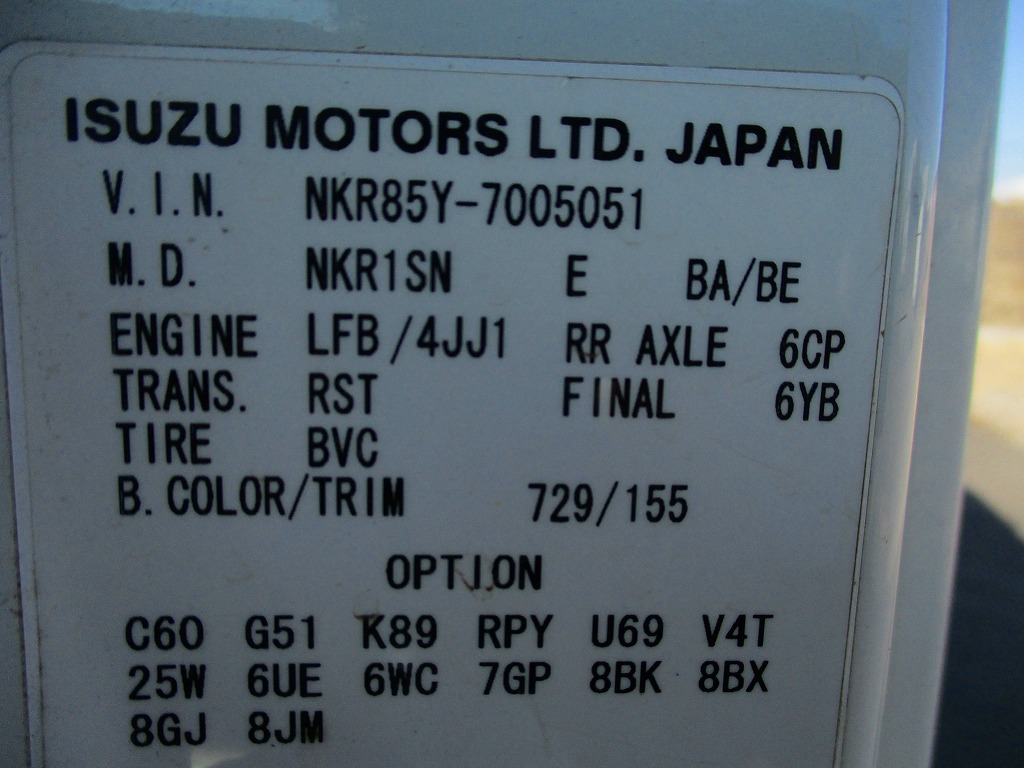 ISUZU MOTORS LTD. JAPAN
V.I.N. NKR85Y-7005051
M.D. NKR1SN E BA/BE
ENGINE LFB/4JJ1 RR AXLE 6CP
TRANS. RST FINAL 6YB
TIRE BVC
B.COLOR/TRIM 729/155
OPTION
C60 G51 K89 RPY U69 V4T
25W 6UE 6WC 7GP 8BK 8BX
8GJ 8JM